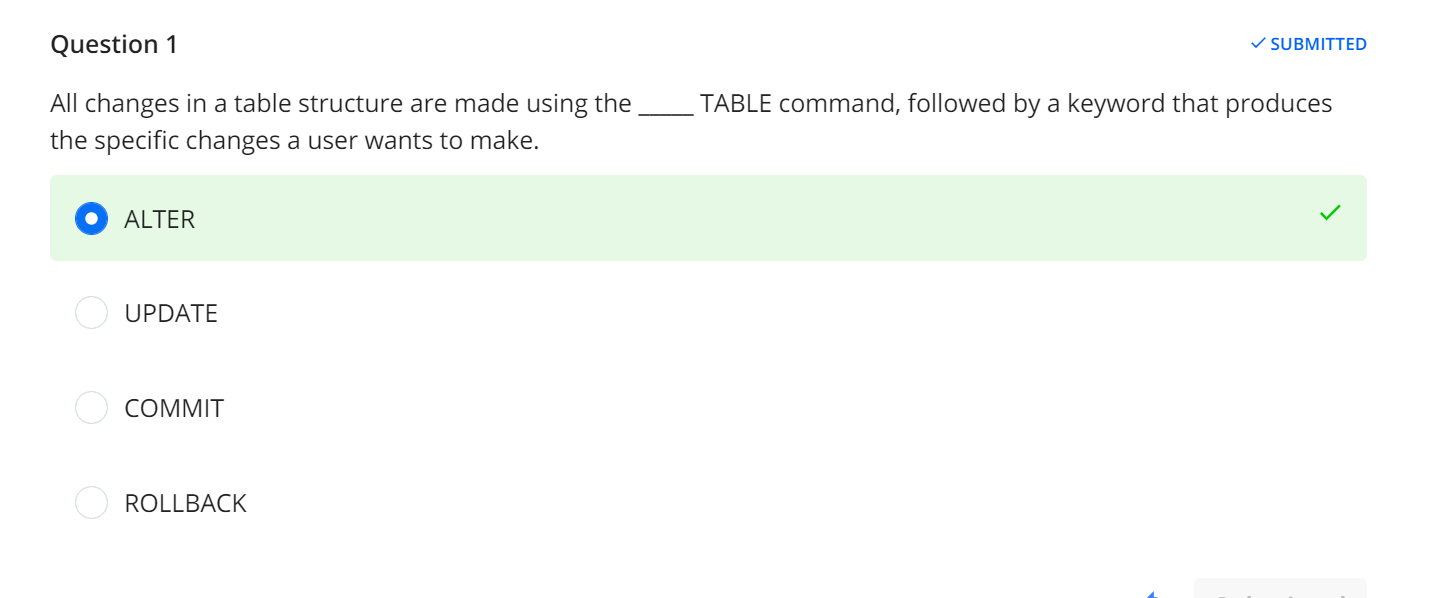 Question 1
SUBMITTED
All changes in a table structure are made using the _____ TABLE command, followed by a keyword that produces
the specific changes a user wants to make.
ALTER
UPDATE
COMMIT
ROLLBACK